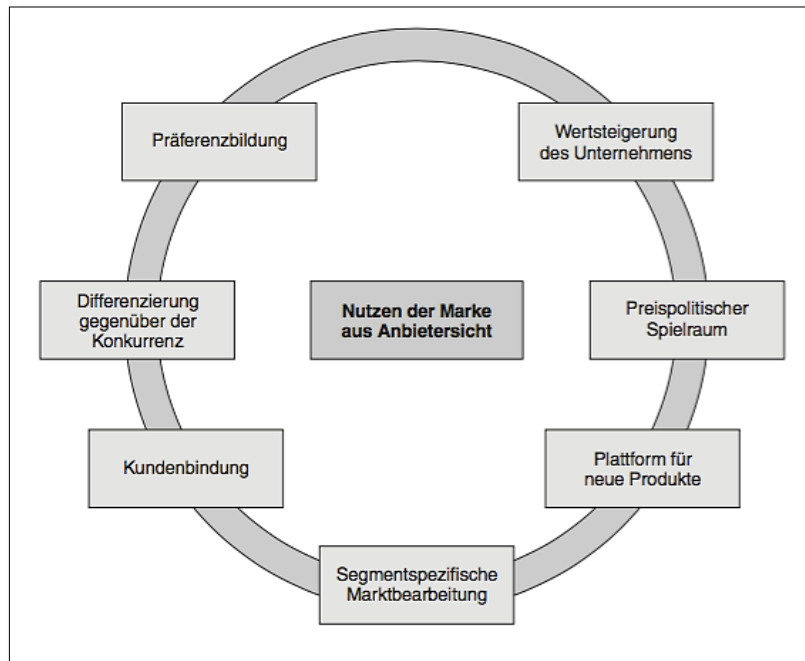 Präferenzbildung
Wertsteigerung
des Unternehmens
Differenzierung
gegenüber der
Konkurrenz
Nutzen der Marke
aus Anbietersicht
Preispolitischer
Spielraum
Kundenbindung
Plattform für
neue Produkte
Segmentspezifische
Marktbearbeitung